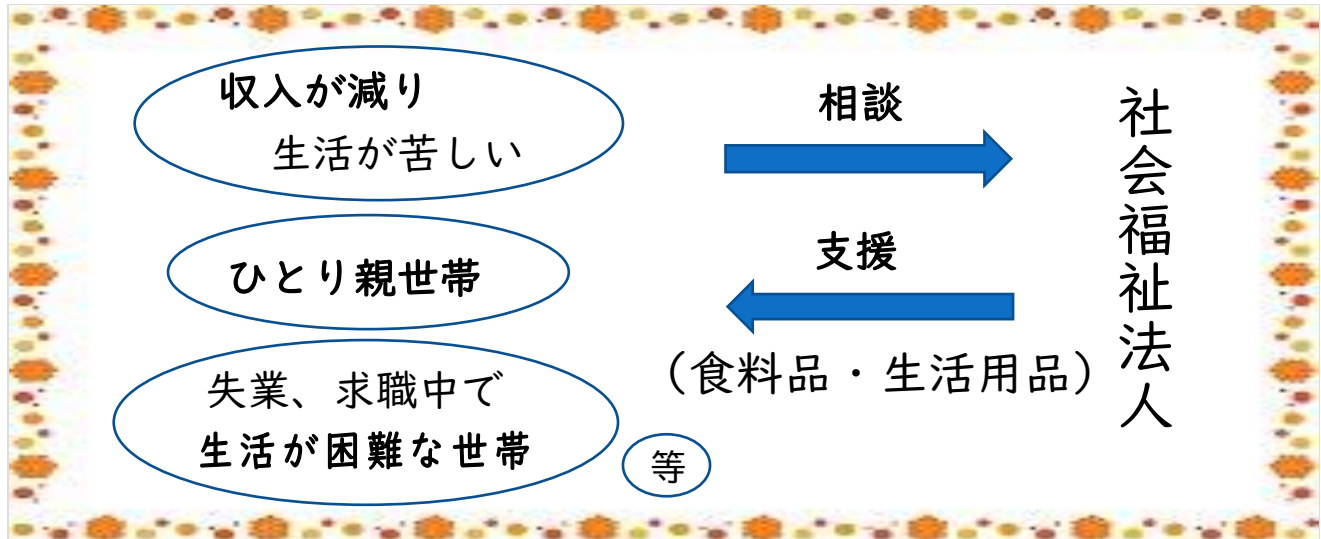 収入が減り
生活が苦しい
ひとり親世帯
失業、求職中で
生活が困難な世帯
等
相談
支援
（食料品・生活用品）
社会福祉法人